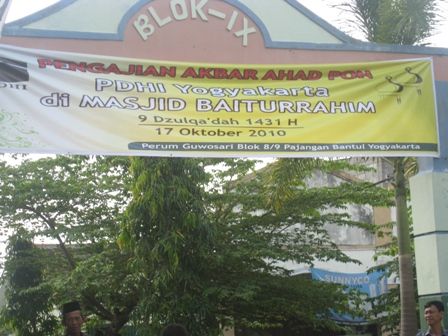 BLOK-IX
PENGAJIAN AKBAR AHAD PON
PDHI Yogyakarta
di MASJID BAITURRAHIM
9 Dzulqa'dah 1431 H
17 Oktober 2010
Perum Guwosari Blok 8/9 Pajangan Bantul Yogyakarta
SUNNYCO